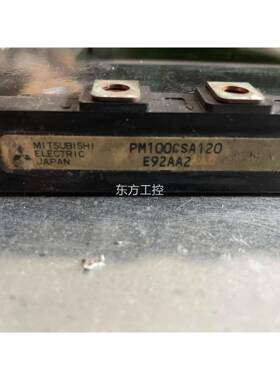 MITSUBISHI
ELECTRIC
JAPAN
PM100CSA120
E92AA2
东方工控